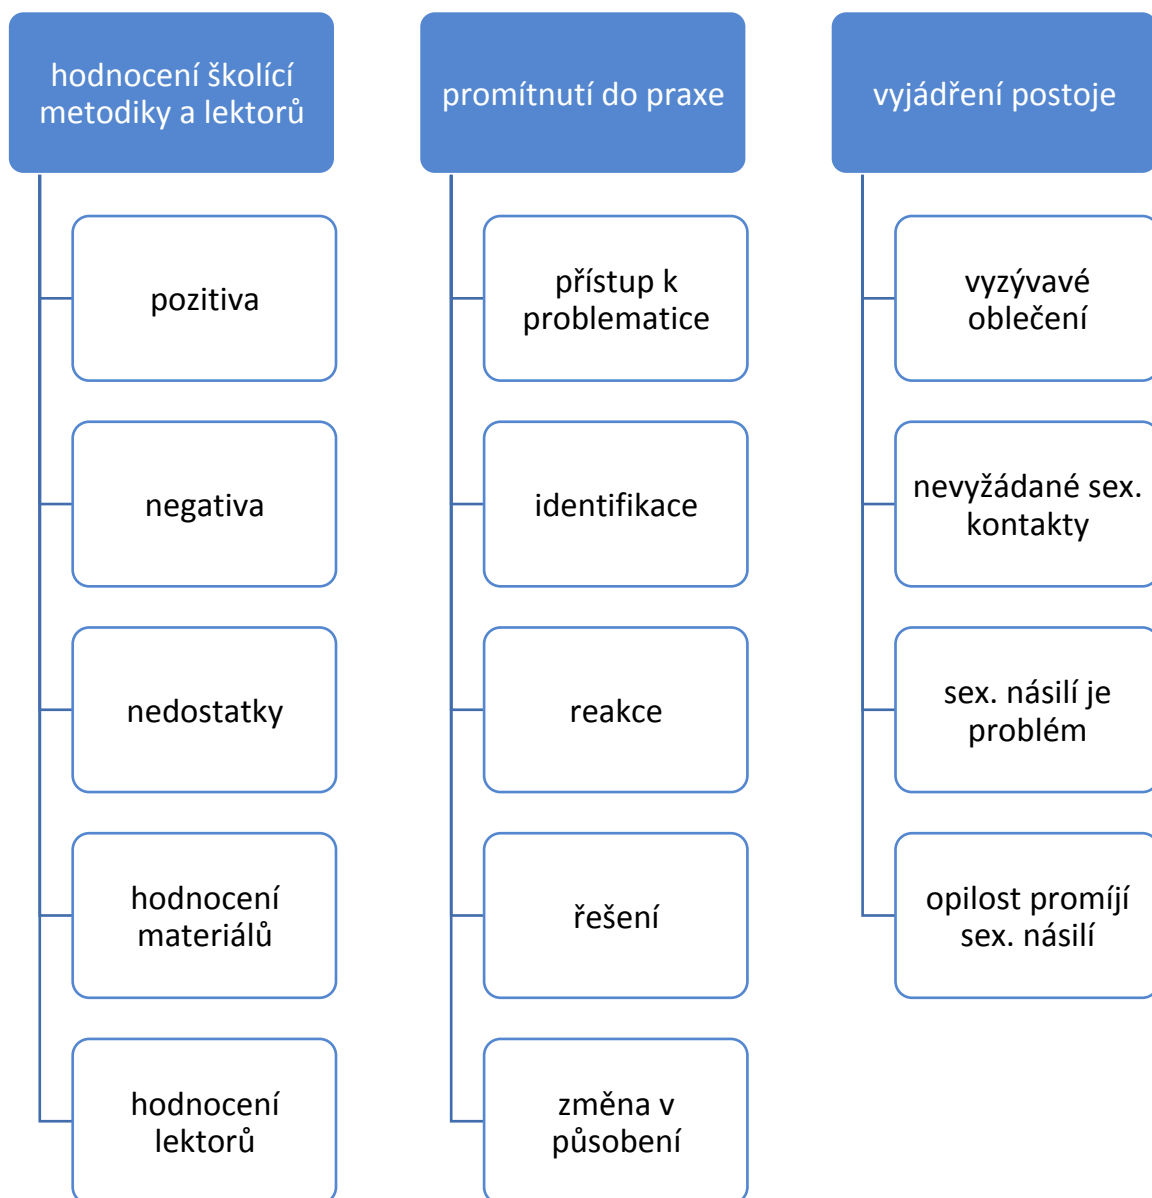 hodnocení školící
metodiky a lektorů
pozitiva
negativa
nedostatky
hodnocení
materiálů
hodnocení
lektorů
promítnutí do praxe
přístup k
problematice
identifikace
reakce
řešení
změna v
působení
vyjádření postoje
vyzývavé
oblečení
nevyžádané sex.
kontakty
sex. násilí je
problém
opilost promíjí
sex. násilí